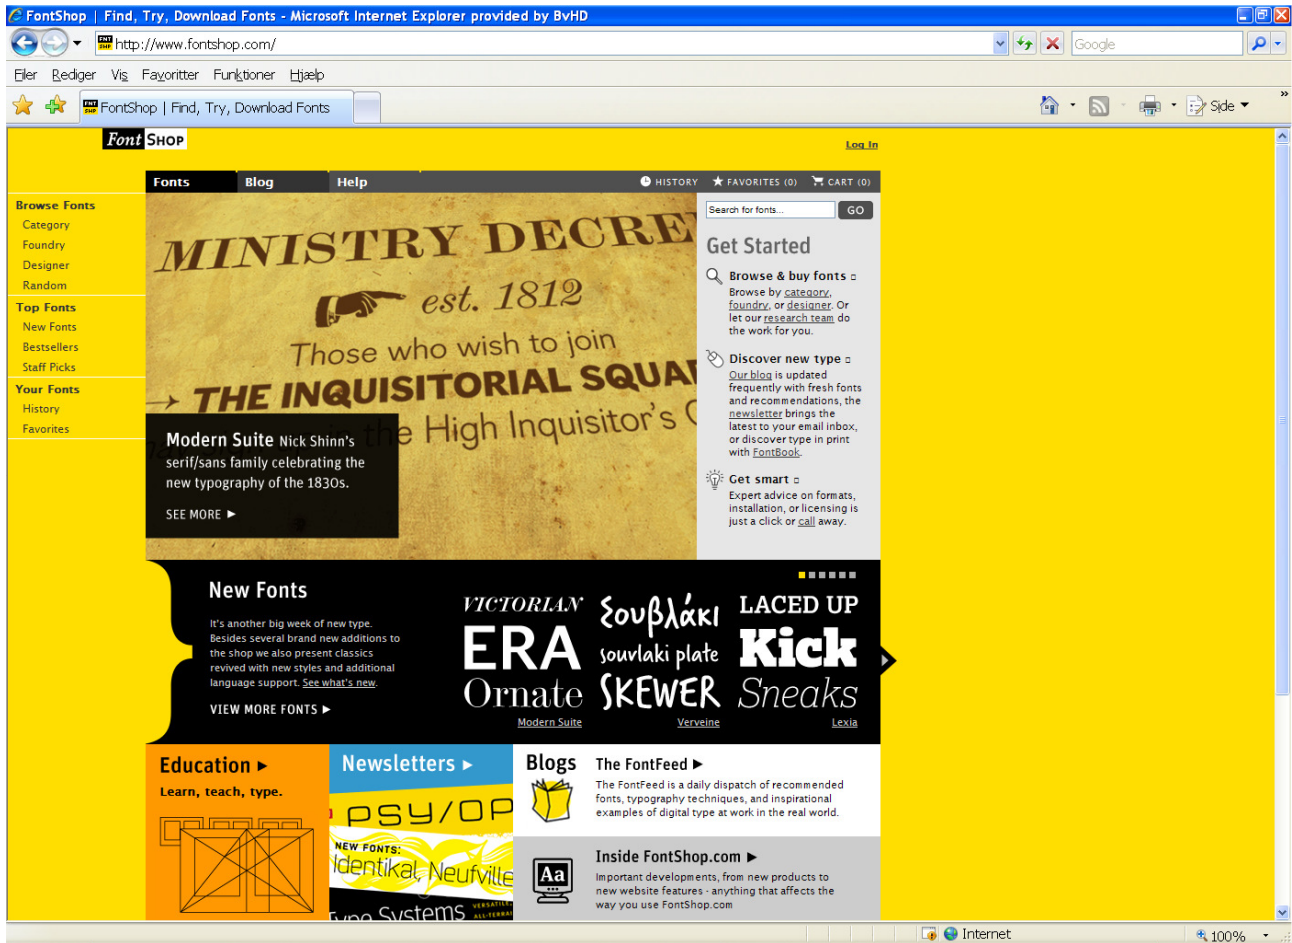 FontShop | Find, Try, Download Fonts - Microsoft Internet Explorer provided by BvHD
http://www.fontshop.com/
Google
Filer Rediger Vis Favoritter Funktioner Hjælp
FontShop | Find, Try, Download Fonts
Side
Font SHOP
Log In
Fonts Blog Help
HISTORY FAVORITES (0) CART (0)
Browse Fonts
Category
Foundry
Designer
Random
Top Fonts
New Fonts
Bestsellers
Staff Picks
Your Fonts
History
Favorites
MINISTRY DECRE
est. 1812
Those who wish to join
THE INQUISITORIAL SQUA
the High Inquisitor's
Modern Suite Nick Shinn's
serif/sans family celebrating the
new typography of the 1830s.
SEE MORE
Search for fonts...
GO
Get Started
Browse & buy fonts
Browse by category,
foundry, or designer. Or
let our research team do
the work for you.
Discover new type
Our blog is updated
frequently with fresh fonts
and recommendations, the
newsletter brings the
latest to your email inbox,
or discover type in print
with FontBook.
Get smart
Expert advice on formats,
installation, or licensing is
just a click or call away.
New Fonts
It's another big week of new type.
Besides several brand new additions to
the shop we also present classics
revived with new styles and additional
language support. See what's new.
VIEW MORE FONTS
VICTORIAN
ERA
Ornate
Modern Suite
ξουβλάκι
souvlaki plate
SKEWER
Verveine
LACED UP
Kick
Sneaks
Lexia
Education
Learn, teach, type.
Newsletters
PSY/OP
NEW FONTS:
Identikal, Neufville
Type Systems
VERSATILE,
ALL-TERRAI
Blogs
The FontFeed
The FontFeed is a daily dispatch of recommended
fonts, typography techniques, and inspirational
examples of digital type at work in the real world.
Aa
Inside FontShop.com
Important developments, from new products to
new website features - anything that affects the
way you use FontShop.com
Internet
100%